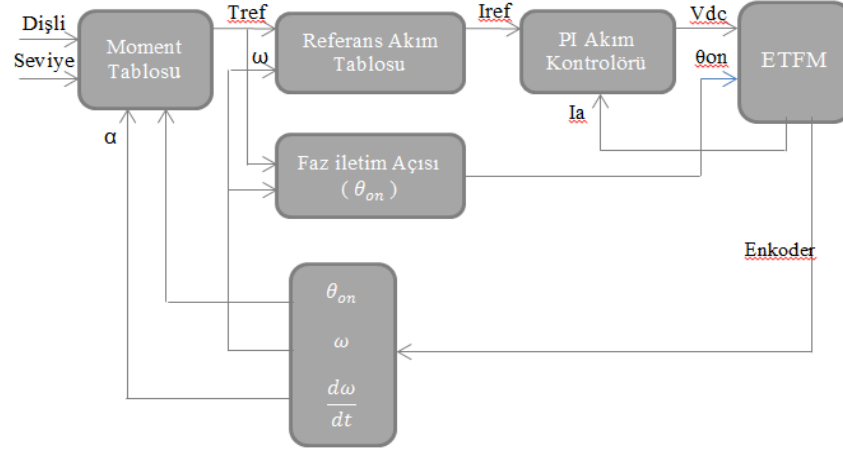 Dişli
Seviye
Moment
Tablosu
Tref
ω
Referans Akım
Tablosu
Iref
PI Akım
Kontrolörü
Vdc
θon
ETFM
Ia
α
Faz iletim Açısı
( θon )
Enkoder
θon
ω
dω
dt